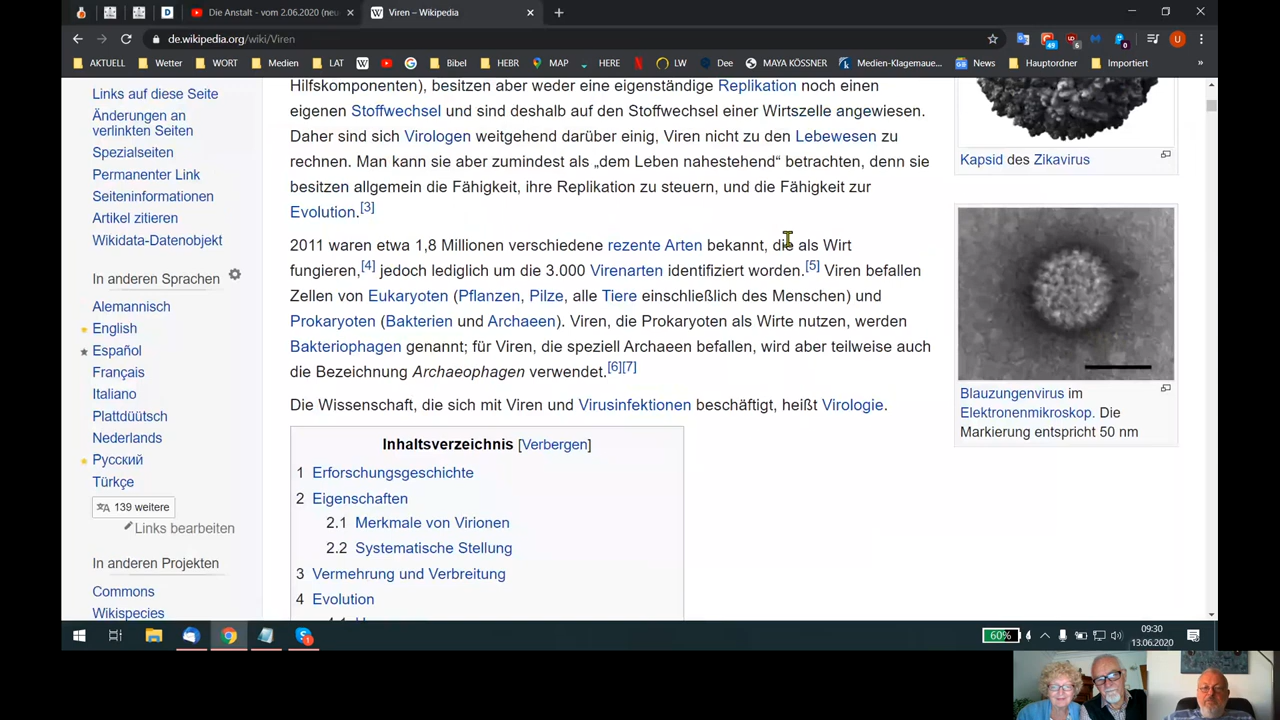 Die Anstalt - vom 2.06.2020 (neu
Viren – Wikipedia
de.wikipedia.org/wiki/Viren
AKTUELL Wetter WORT Medien LAT Bibel HEBR MAP HERE LW Dee MAYA KÖSSNER Medien-Klagemaue... News Hauptordner Importiert
Links auf diese Seite
Änderungen an
verlinkten Seiten
Spezialseiten
Permanenter Link
Seiteninformationen
Artikel zitieren
Wikidata-Datenobjekt
In anderen Sprachen
Alemannisch
English
Español
Français
Italiano
Plattdüütsch
Nederlands
Русский
Türkçe
139 weitere
Links bearbeiten
In anderen Projekten
Commons
Wikispecies
Hilfskomponenten), besitzen aber weder eine eigenständige Replikation noch einen
eigenen Stoffwechsel und sind deshalb auf den Stoffwechsel einer Wirtszelle angewiesen.
Daher sind sich Virologen weitgehend darüber einig, Viren nicht zu den Lebewesen zu
rechnen. Man kann sie aber zumindest als „dem Leben nahestehend“ betrachten, denn sie
besitzen allgemein die Fähigkeit, ihre Replikation zu steuern, und die Fähigkeit zur
Evolution.[3]
2011 waren etwa 1,8 Millionen verschiedene rezente Arten bekannt, die als Wirt
fungieren,[4] jedoch lediglich um die 3.000 Virenarten identifiziert worden.[5] Viren befallen
Zellen von Eukaryoten (Pflanzen, Pilze, alle Tiere einschließlich des Menschen) und
Prokaryoten (Bakterien und Archaeen). Viren, die Prokaryoten als Wirte nutzen, werden
Bakteriophagen genannt; für Viren, die speziell Archaeen befallen, wird aber teilweise auch
die Bezeichnung Archaeophagen verwendet.[6][7]
Die Wissenschaft, die sich mit Viren und Virusinfektionen beschäftigt, heißt Virologie.
Inhaltsverzeichnis [Verbergen]
1 Erforschungsgeschichte
2 Eigenschaften
2.1 Merkmale von Virionen
2.2 Systematische Stellung
3 Vermehrung und Verbreitung
4 Evolution
Kapsid des Zikavirus
Blauzungenvirus im
Elektronenmikroskop. Die
Markierung entspricht 50 nm
60%
09:30
13.06.2020